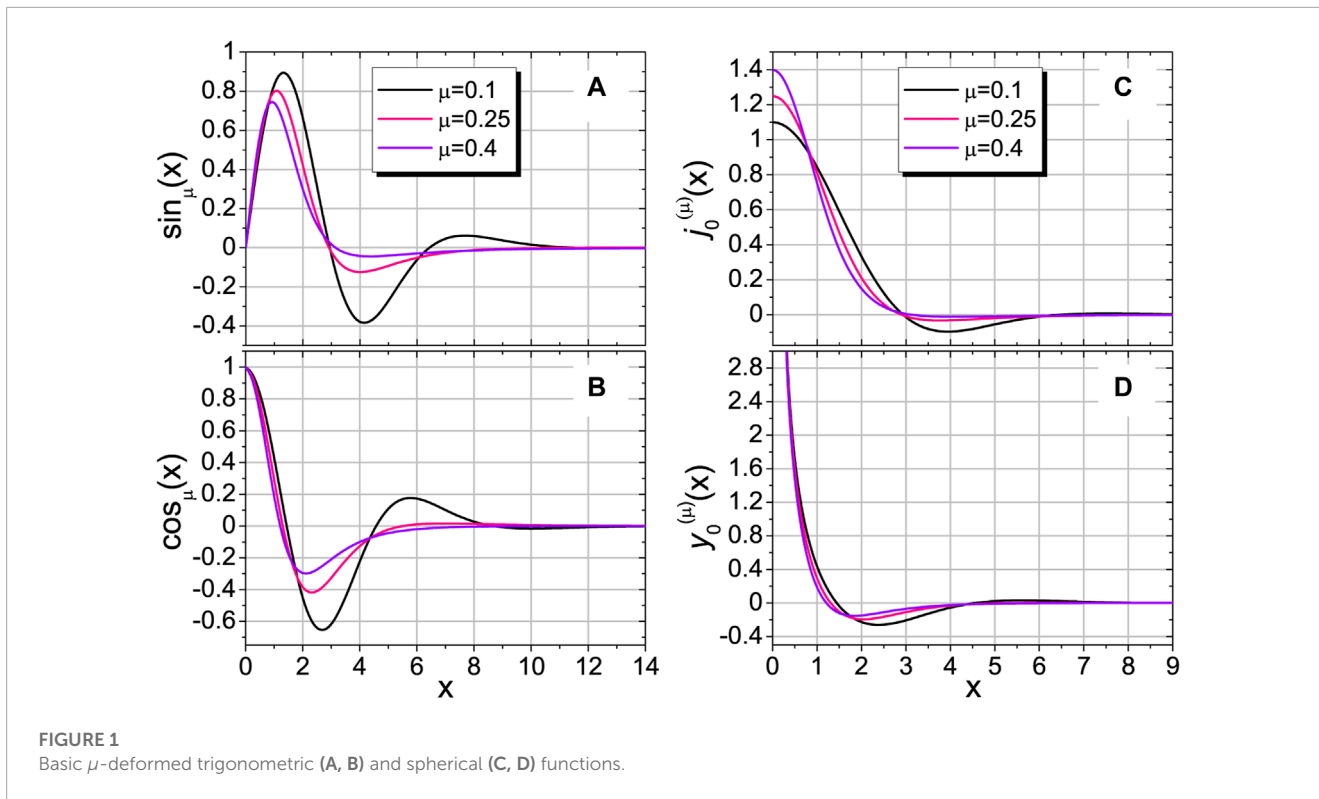 1
0.8
0.6
0.4
0.2
0
-0.2
-0.4
sin_μ(x)
μ=0.1
μ=0.25
μ=0.4
A
1
0.8
0.6
0.4
0.2
0
-0.2
-0.4
-0.6
cos_μ(x)
B
0 2 4 6 8 10 12 14
X
1.4
1.2
1
0.8
0.6
0.4
0.2
0
j_0^(μ)(x)
μ=0.1
μ=0.25
μ=0.4
C
2.8
2.4
2
1.6
1.2
0.8
0.4
0
-0.4
y_0^(μ)(x)
D
0 1 2 3 4 5 6 7 8 9
X
FIGURE 1
Basic μ-deformed trigonometric (A, B) and spherical (C, D) functions.